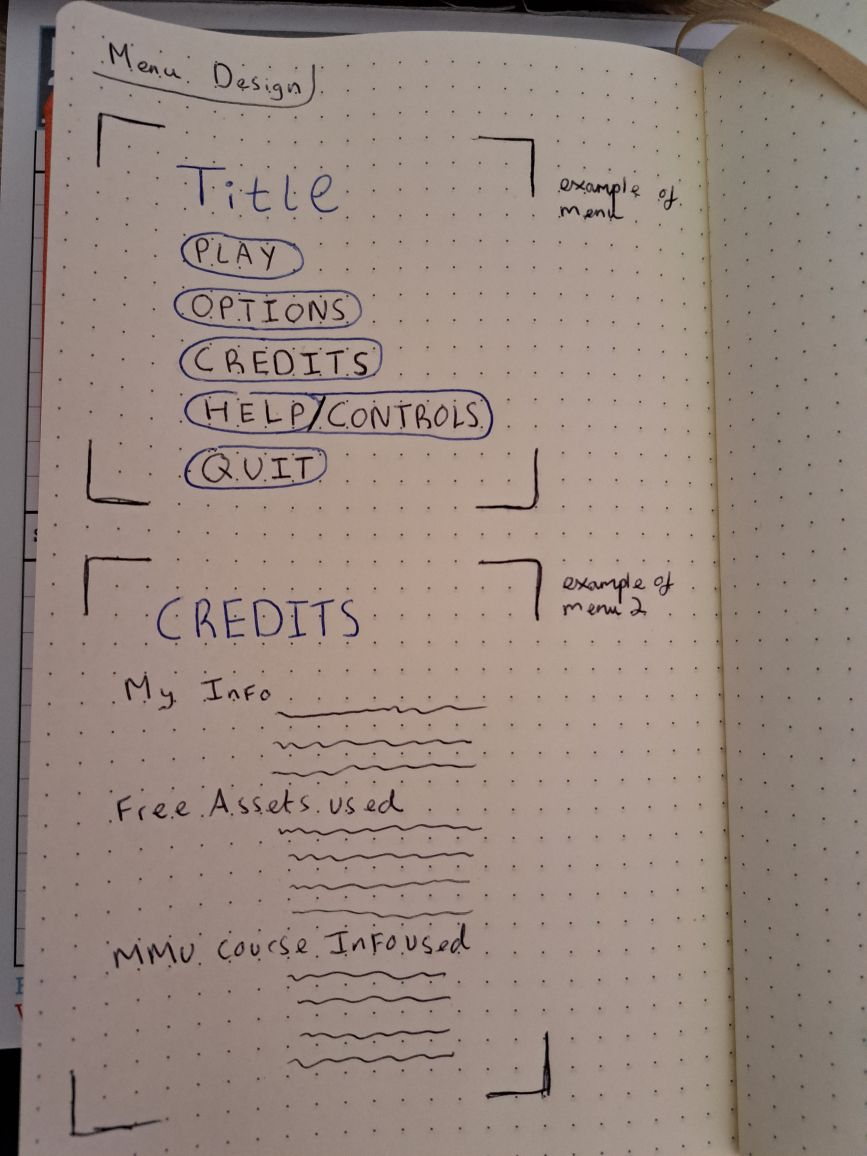 Menu Design
Title
example of
menu
PLAY
OPTIONS
CREDITS
HELP/CONTROLS
QUIT
CREDITS
example of
menu 2
My Info
Free Assets used
MMU Course Info used